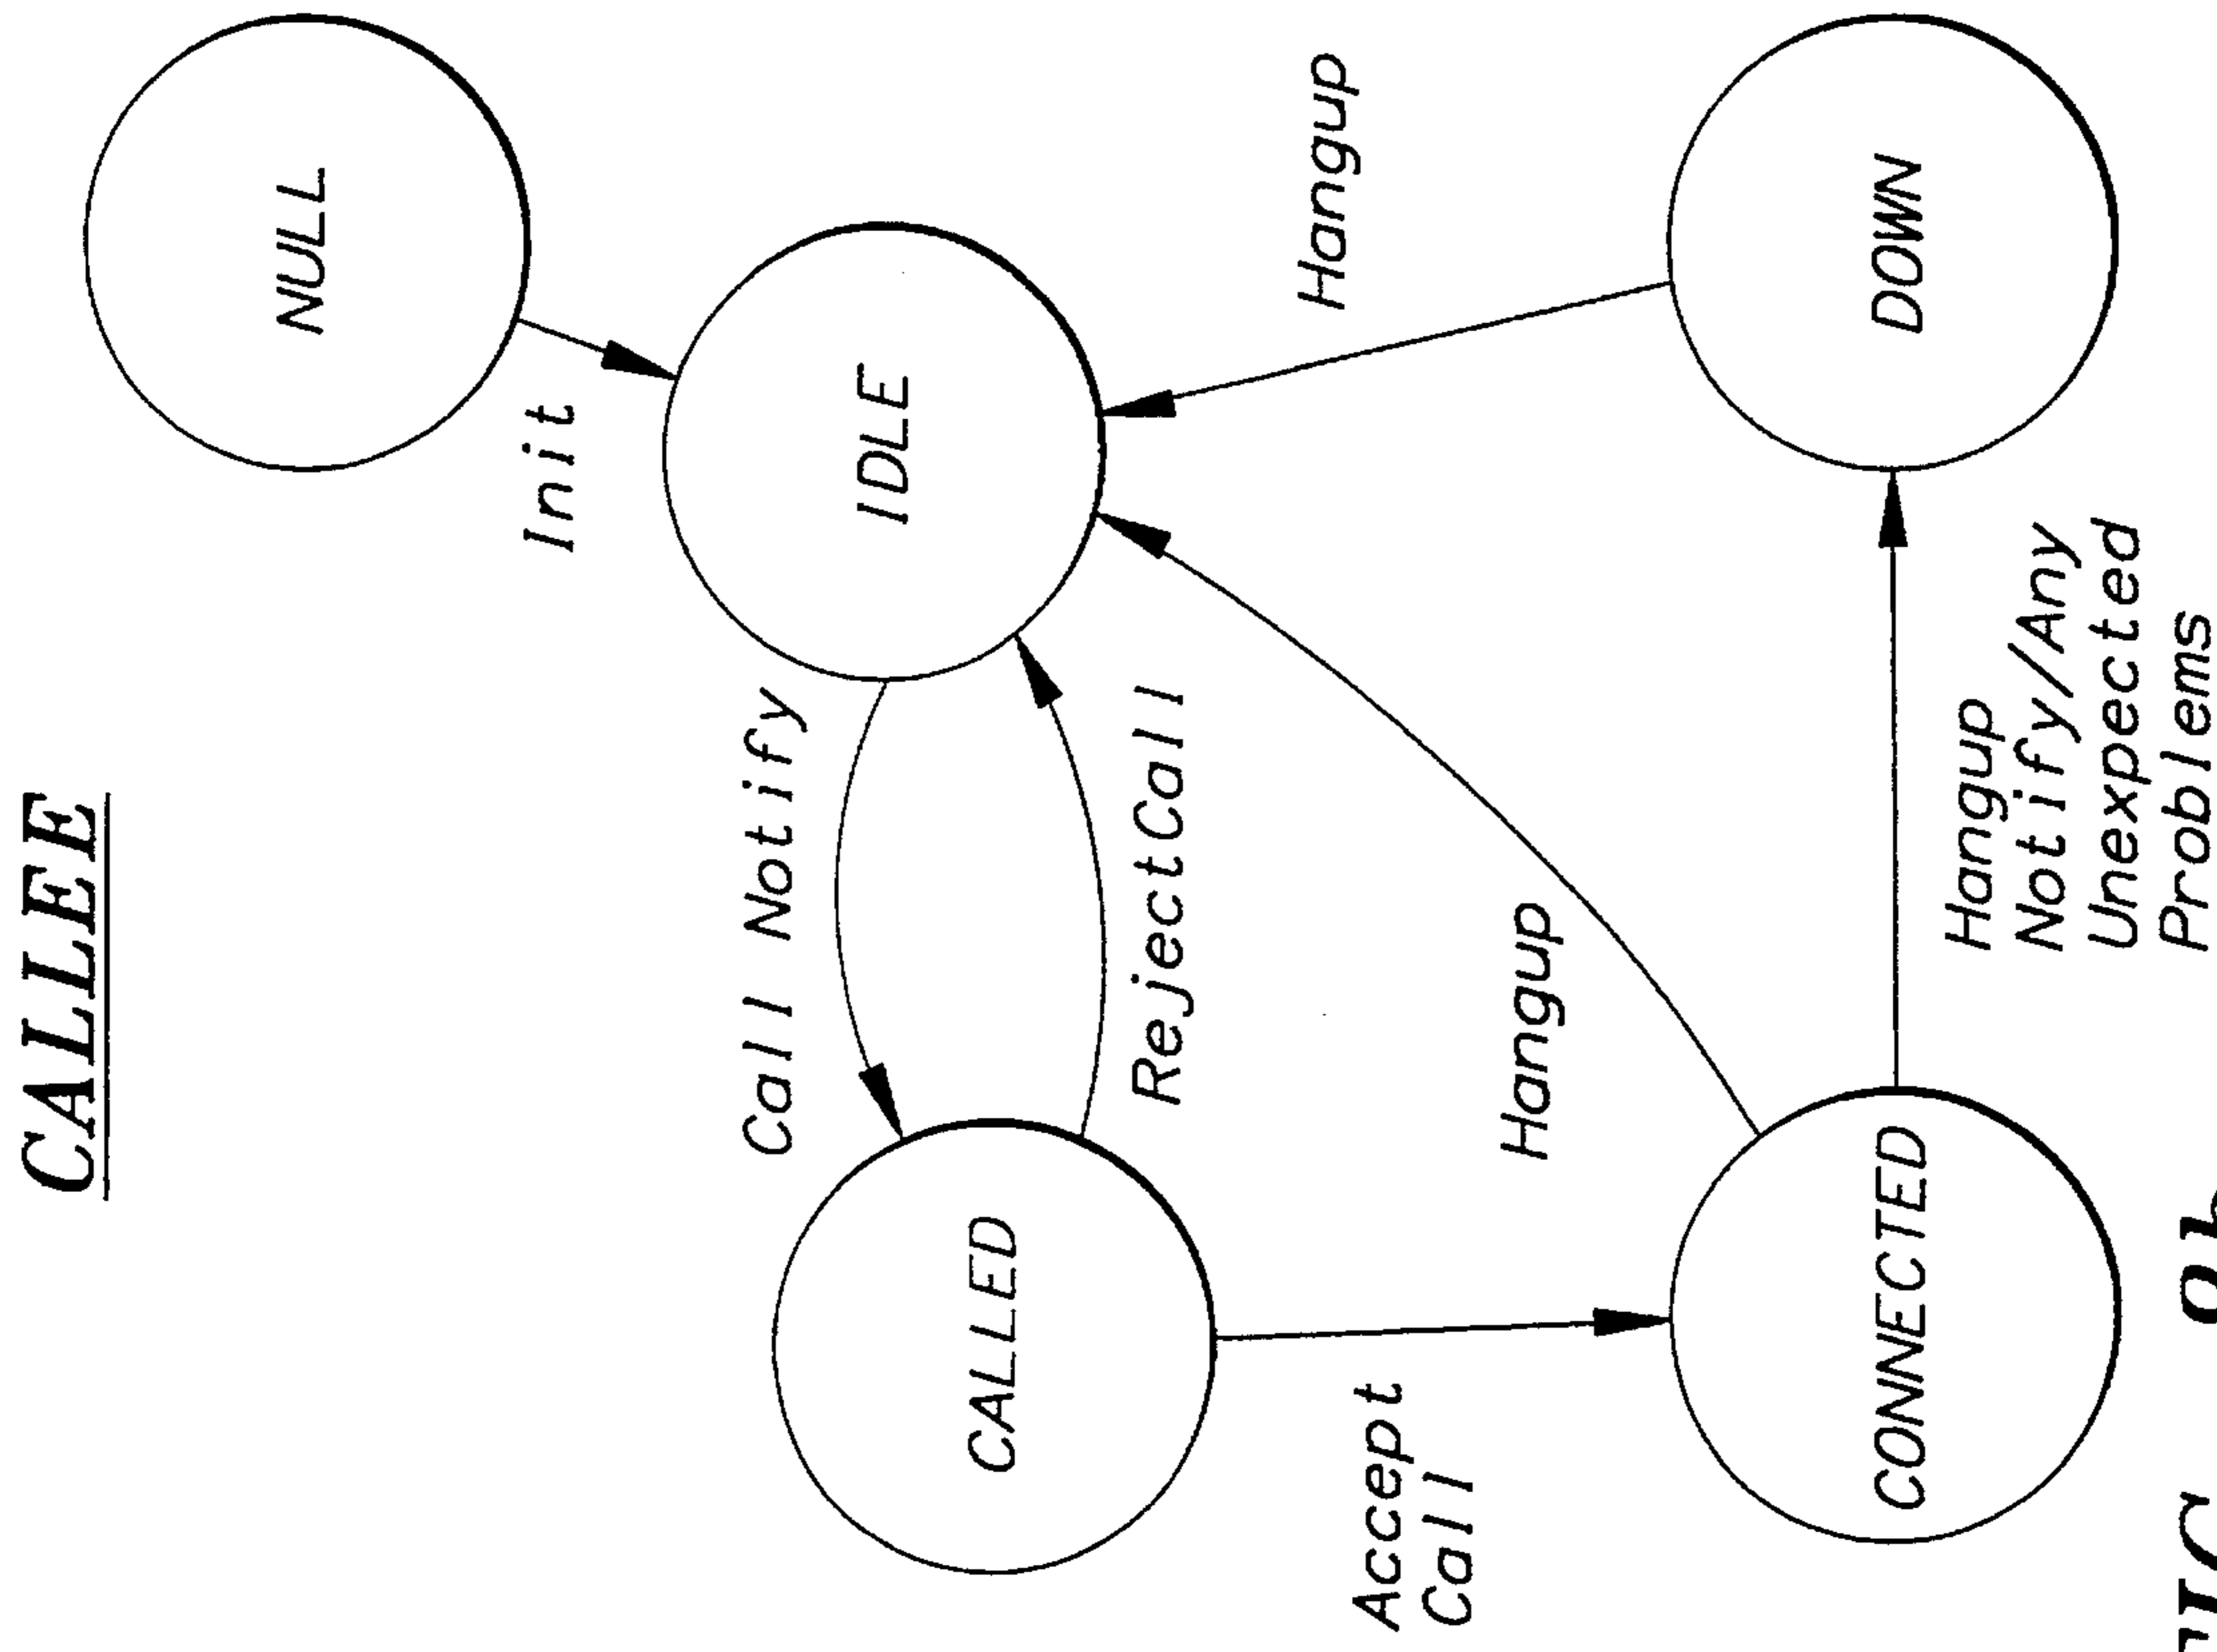 CALLEE
NULL
Init
Call Notify
IDLE
CALLED
RejectCall
Hangup
Accept
Call
Hangup
CONNECTED
DOWN
Hangup
Notify/Any
Unexpected
Problems